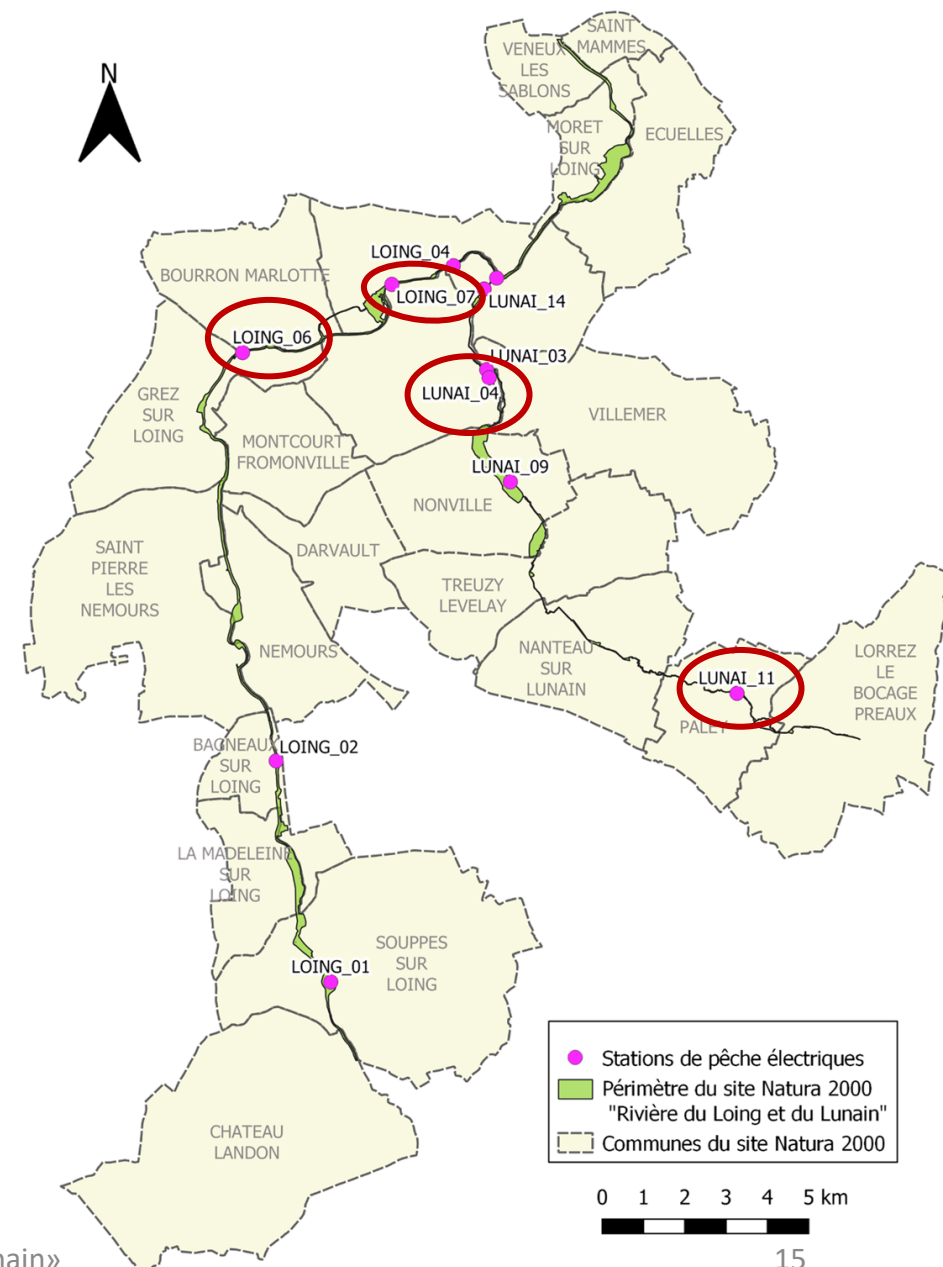 N
SAINT
MAMMES
VENEUX
LES
SABLONS
MORET
SUR
LOING
ECUELLES
LOING_04
BOURRON MARLOTTE
LOING_07
LUNAI_14
LOING_06
LUNAI_03
LUNAI_04
GREZ
SUR
LOING
VILLEMER
MONTCOURT
FROMONVILLE
LUNAI_09
NONVILLE
SAINT
PIERRE
LES
NEMOURS
DARVAULT
TREUZY
LEVELAY
NEMOURS
NANTEAU
SUR
LUNAIN
LORREZ
LE
BOCAGE
PREAUX
LUNAI_11
PALEY
BAGNEAUX
SUR
LOING
LOING_02
LA MADELEINE
SUR
LOING
SOUPPES
SUR
LOING
LOING_01
CHATEAU
LANDON
Stations de pêche électriques
Périmètre du site Natura 2000
"Rivière du Loing et du Lunain"
Communes du site Natura 2000
0 1 2 3 4 5 km
nain»
15